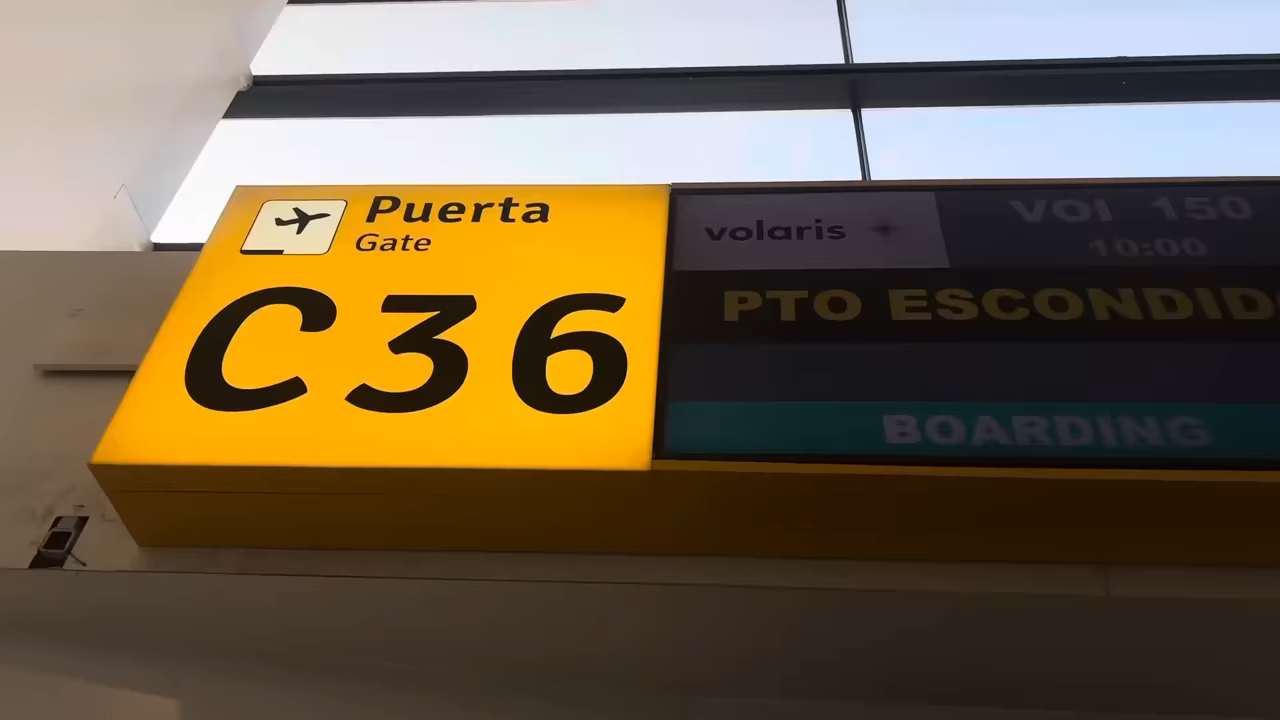 Puerta
Gate
C36
volaris
VOI 150
10:00
PTO ESCONDID
BOARDING